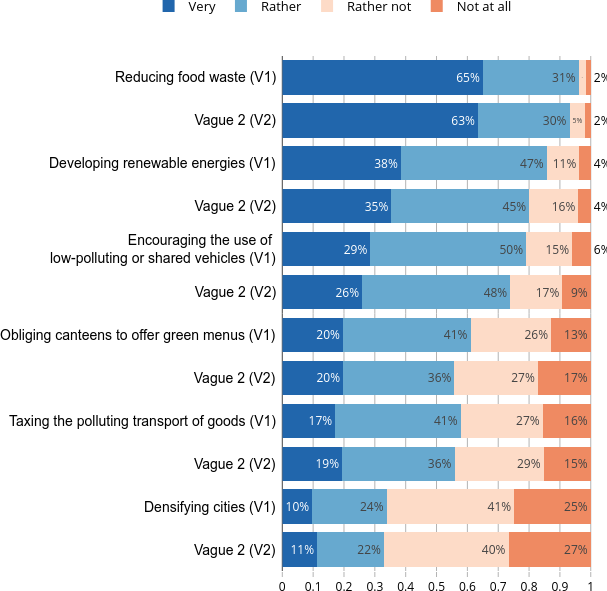 Very Rather Rather not Not at all
Reducing food waste (V1) 65% 31% 2%
Vague 2 (V2) 63% 30% 5% 2%
Developing renewable energies (V1) 38% 47% 11% 4%
Vague 2 (V2) 35% 45% 16% 4%
Encouraging the use of
low-polluting or shared vehicles (V1) 29% 50% 15% 6%
Vague 2 (V2) 26% 48% 17% 9%
Obliging canteens to offer green menus (V1) 20% 41% 26% 13%
Vague 2 (V2) 20% 36% 27% 17%
Taxing the polluting transport of goods (V1) 17% 41% 27% 16%
Vague 2 (V2) 19% 36% 29% 15%
Densifying cities (V1) 10% 24% 41% 25%
Vague 2 (V2) 11% 22% 40% 27%
0 0.1 0.2 0.3 0.4 0.5 0.6 0.7 0.8 0.9 1